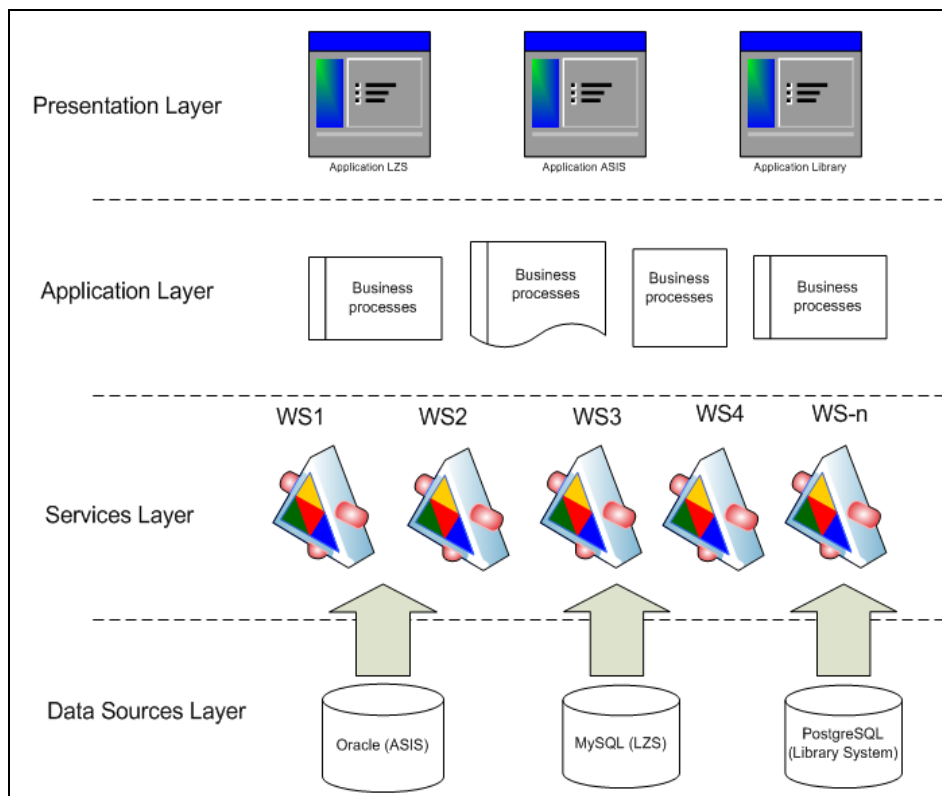 Presentation Layer
Application LZS
Application ASIS
Application Library
Application Layer
Business
processes
Business
processes
Business
processes
Business
processes
WS1
WS2
WS3
WS4
WS-n
Services Layer
Data Sources Layer
Oracle (ASIS)
MySQL (LZS)
PostgreSQL
(Library System)